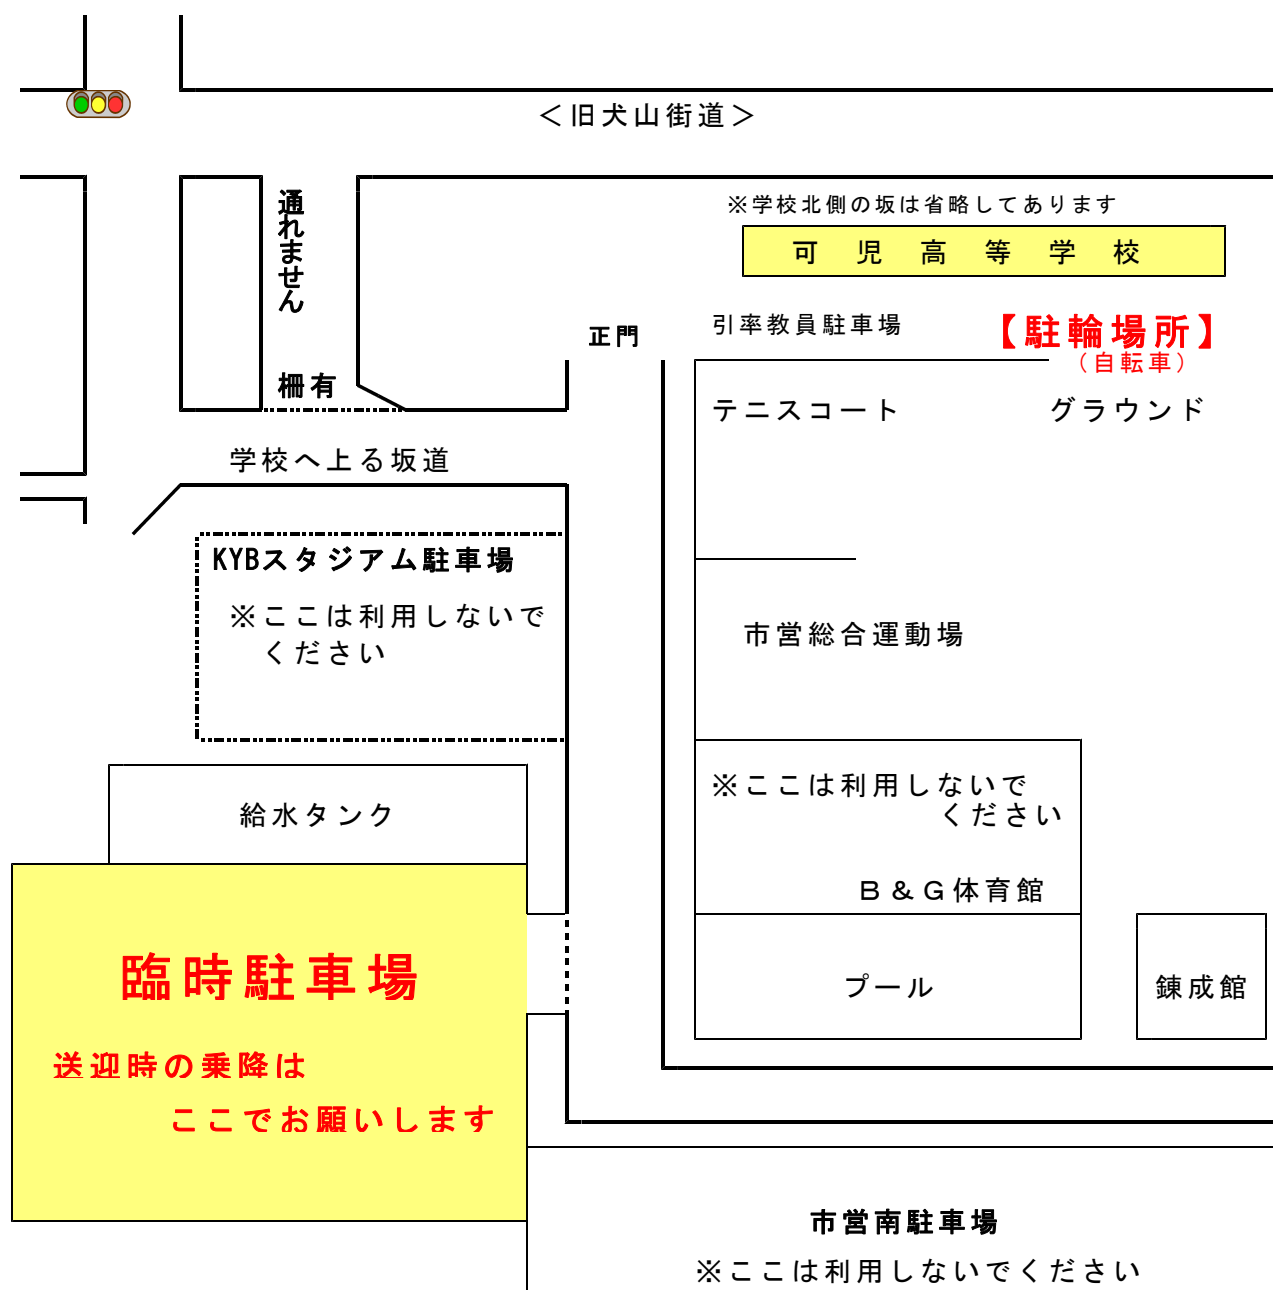 ＜旧犬山街道＞
通れません
※学校北側の坂は省略してあります
可児高等学校
正門
引率教員駐車場
【駐輪場所】
（自転車）
柵有
テニスコート
グラウンド
学校へ上る坂道
KYBスタジアム駐車場
※ここは利用しないで
ください
市営総合運動場
※ここは利用しないで
ください
給水タンク
Ｂ＆Ｇ体育館
臨時駐車場
プール
錬成館
送迎時の乗降は
ここでお願いします
市営南駐車場
※ここは利用しないでください